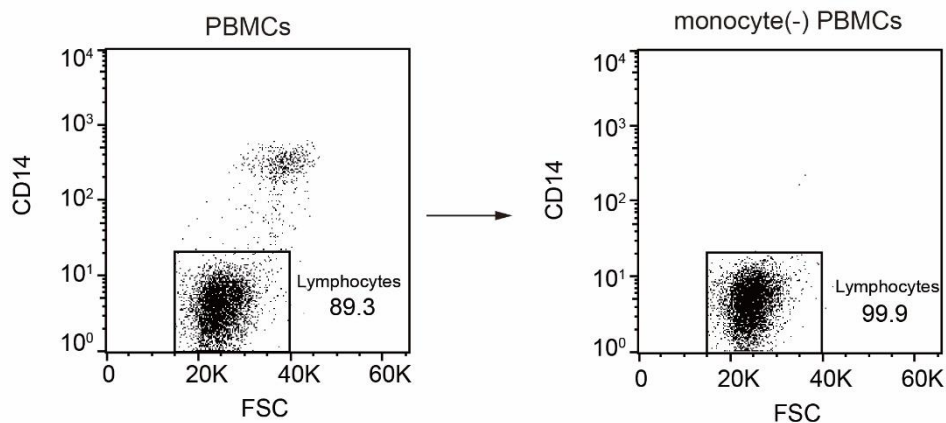 PBMCs
CD14
10⁴
10³
10²
10¹
10⁰
Lymphocytes
89.3
0 20K 40K 60K
FSC
monocyte(-) PBMCs
CD14
10⁴
10³
10²
10¹
10⁰
Lymphocytes
99.9
0 20K 40K 60K
FSC